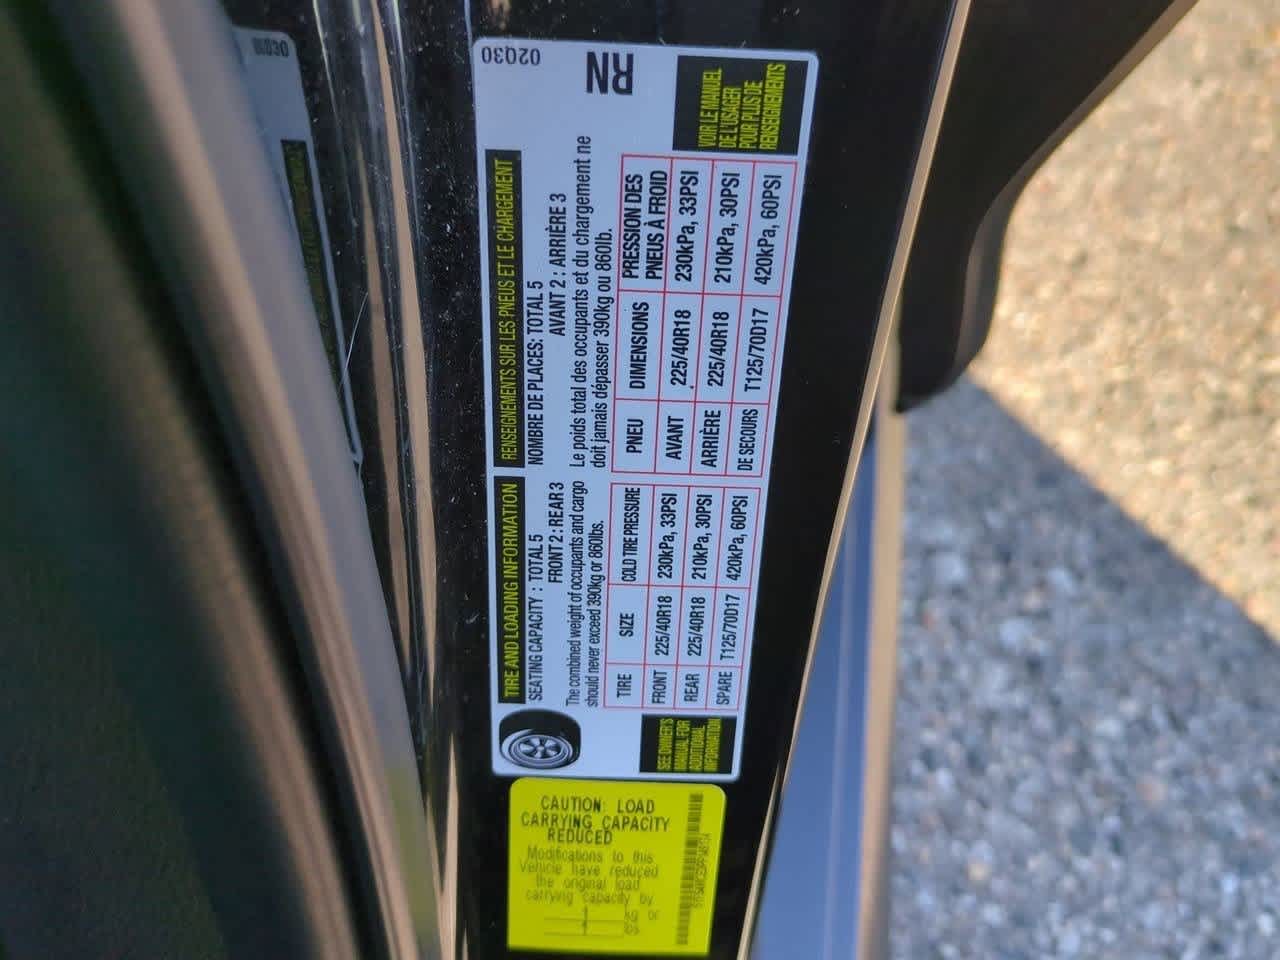 02Q30
RN
TIRE AND LOADING INFORMATION
SEATING CAPACITY : TOTAL 5
FRONT 2 : REAR 3
The combined weight of occupants and cargo
should never exceed 390kg or 860lbs.
TIRE SIZE COLD TIRE PRESSURE
FRONT 225/40R18 230kPa, 33PSI
REAR 225/40R18 210kPa, 30PSI
SPARE T125/70D17 420kPa, 60PSI
SEE OWNER'S
MANUAL FOR
ADDITIONAL
INFORMATION
RENSEIGNEMENTS SUR LES PNEUS ET LE CHARGEMENT
NOMBRE DE PLACES: TOTAL 5
AVANT 2 : ARRIÈRE 3
Le poids total des occupants et du chargement ne
doit jamais dépasser 390kg ou 860lb.
PNEU DIMENSIONS PRESSION DES
PNEUS À FROID
AVANT 225/40R18 230kPa, 33PSI
ARRIÈRE 225/40R18 210kPa, 30PSI
DE SECOURS T125/70D17 420kPa, 60PSI
VOIR LE MANUEL
DE L'USAGER
POUR PLUS DE
RENSEIGNEMENTS
CAUTION: LOAD
CARRYING CAPACITY
REDUCED
Modifications to this
Vehicle have reduced
the original load
carrying capacity by
kg or
lbs.